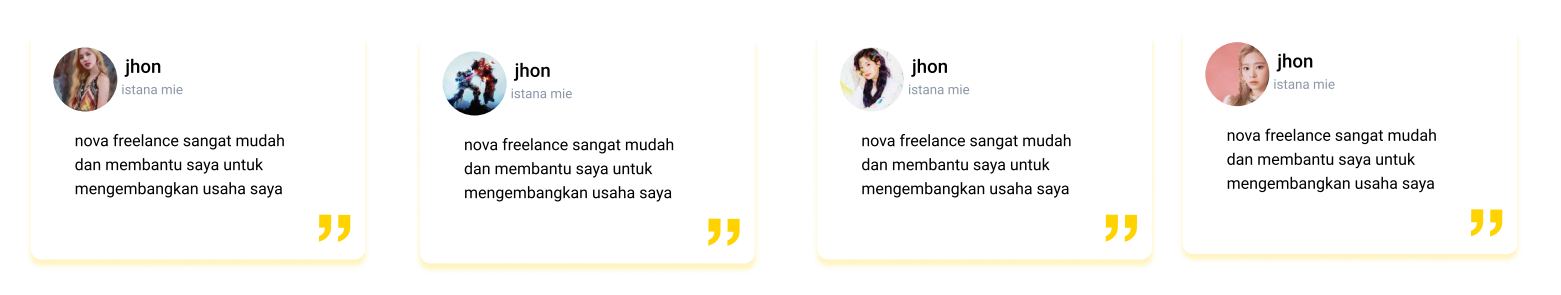 jhon
istana mie
nova freelance sangat mudah
dan membantu saya untuk
mengembangkan usaha saya
”
jhon
istana mie
nova freelance sangat mudah
dan membantu saya untuk
mengembangkan usaha saya
”
jhon
istana mie
nova freelance sangat mudah
dan membantu saya untuk
mengembangkan usaha saya
”
jhon
istana mie
nova freelance sangat mudah
dan membantu saya untuk
mengembangkan usaha saya
”